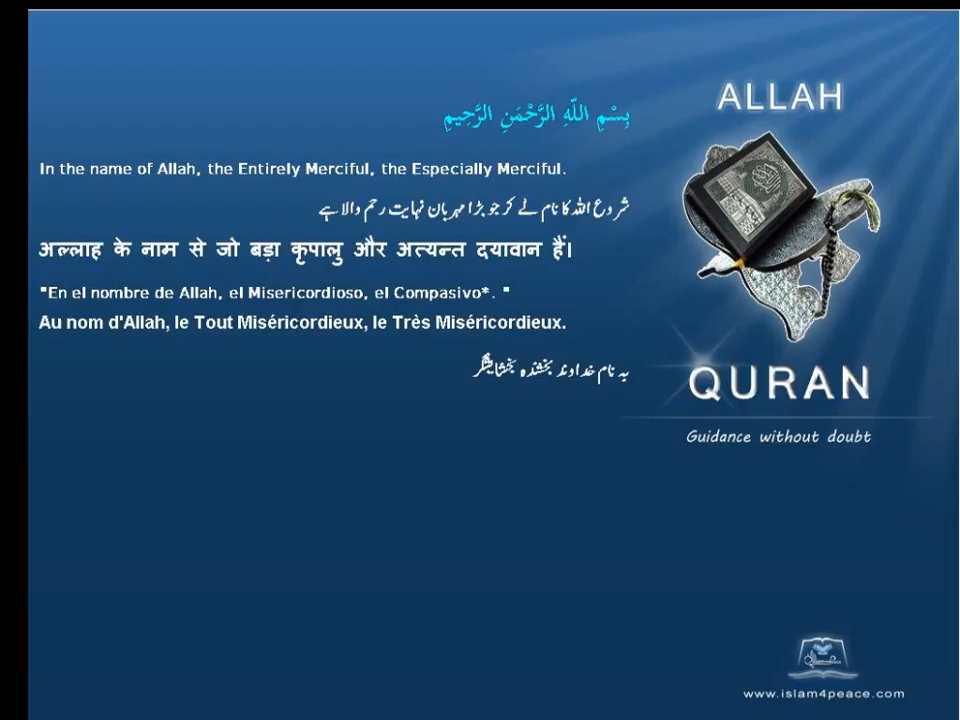 بِسْمِ اللَّهِ الرَّحْمَنِ الرَّحِيمِ
In the name of Allah, the Entirely Merciful, the Especially Merciful.
شروع اللہ کا نام لے کر جو بڑا مہربان نہایت رحم والا ہے
अल्लाह के नाम से जो बड़ा कृपालु और अत्यन्त दयावान हैं।
"En el nombre de Allah, el Misericordioso, el Compasivo*. "
Au nom d'Allah, le Tout Miséricordieux, le Très Miséricordieux.
به نام خداوند بخشنده بخشایشگر
ALLAH
QURAN
Guidance without doubt
www.islam4peace.com